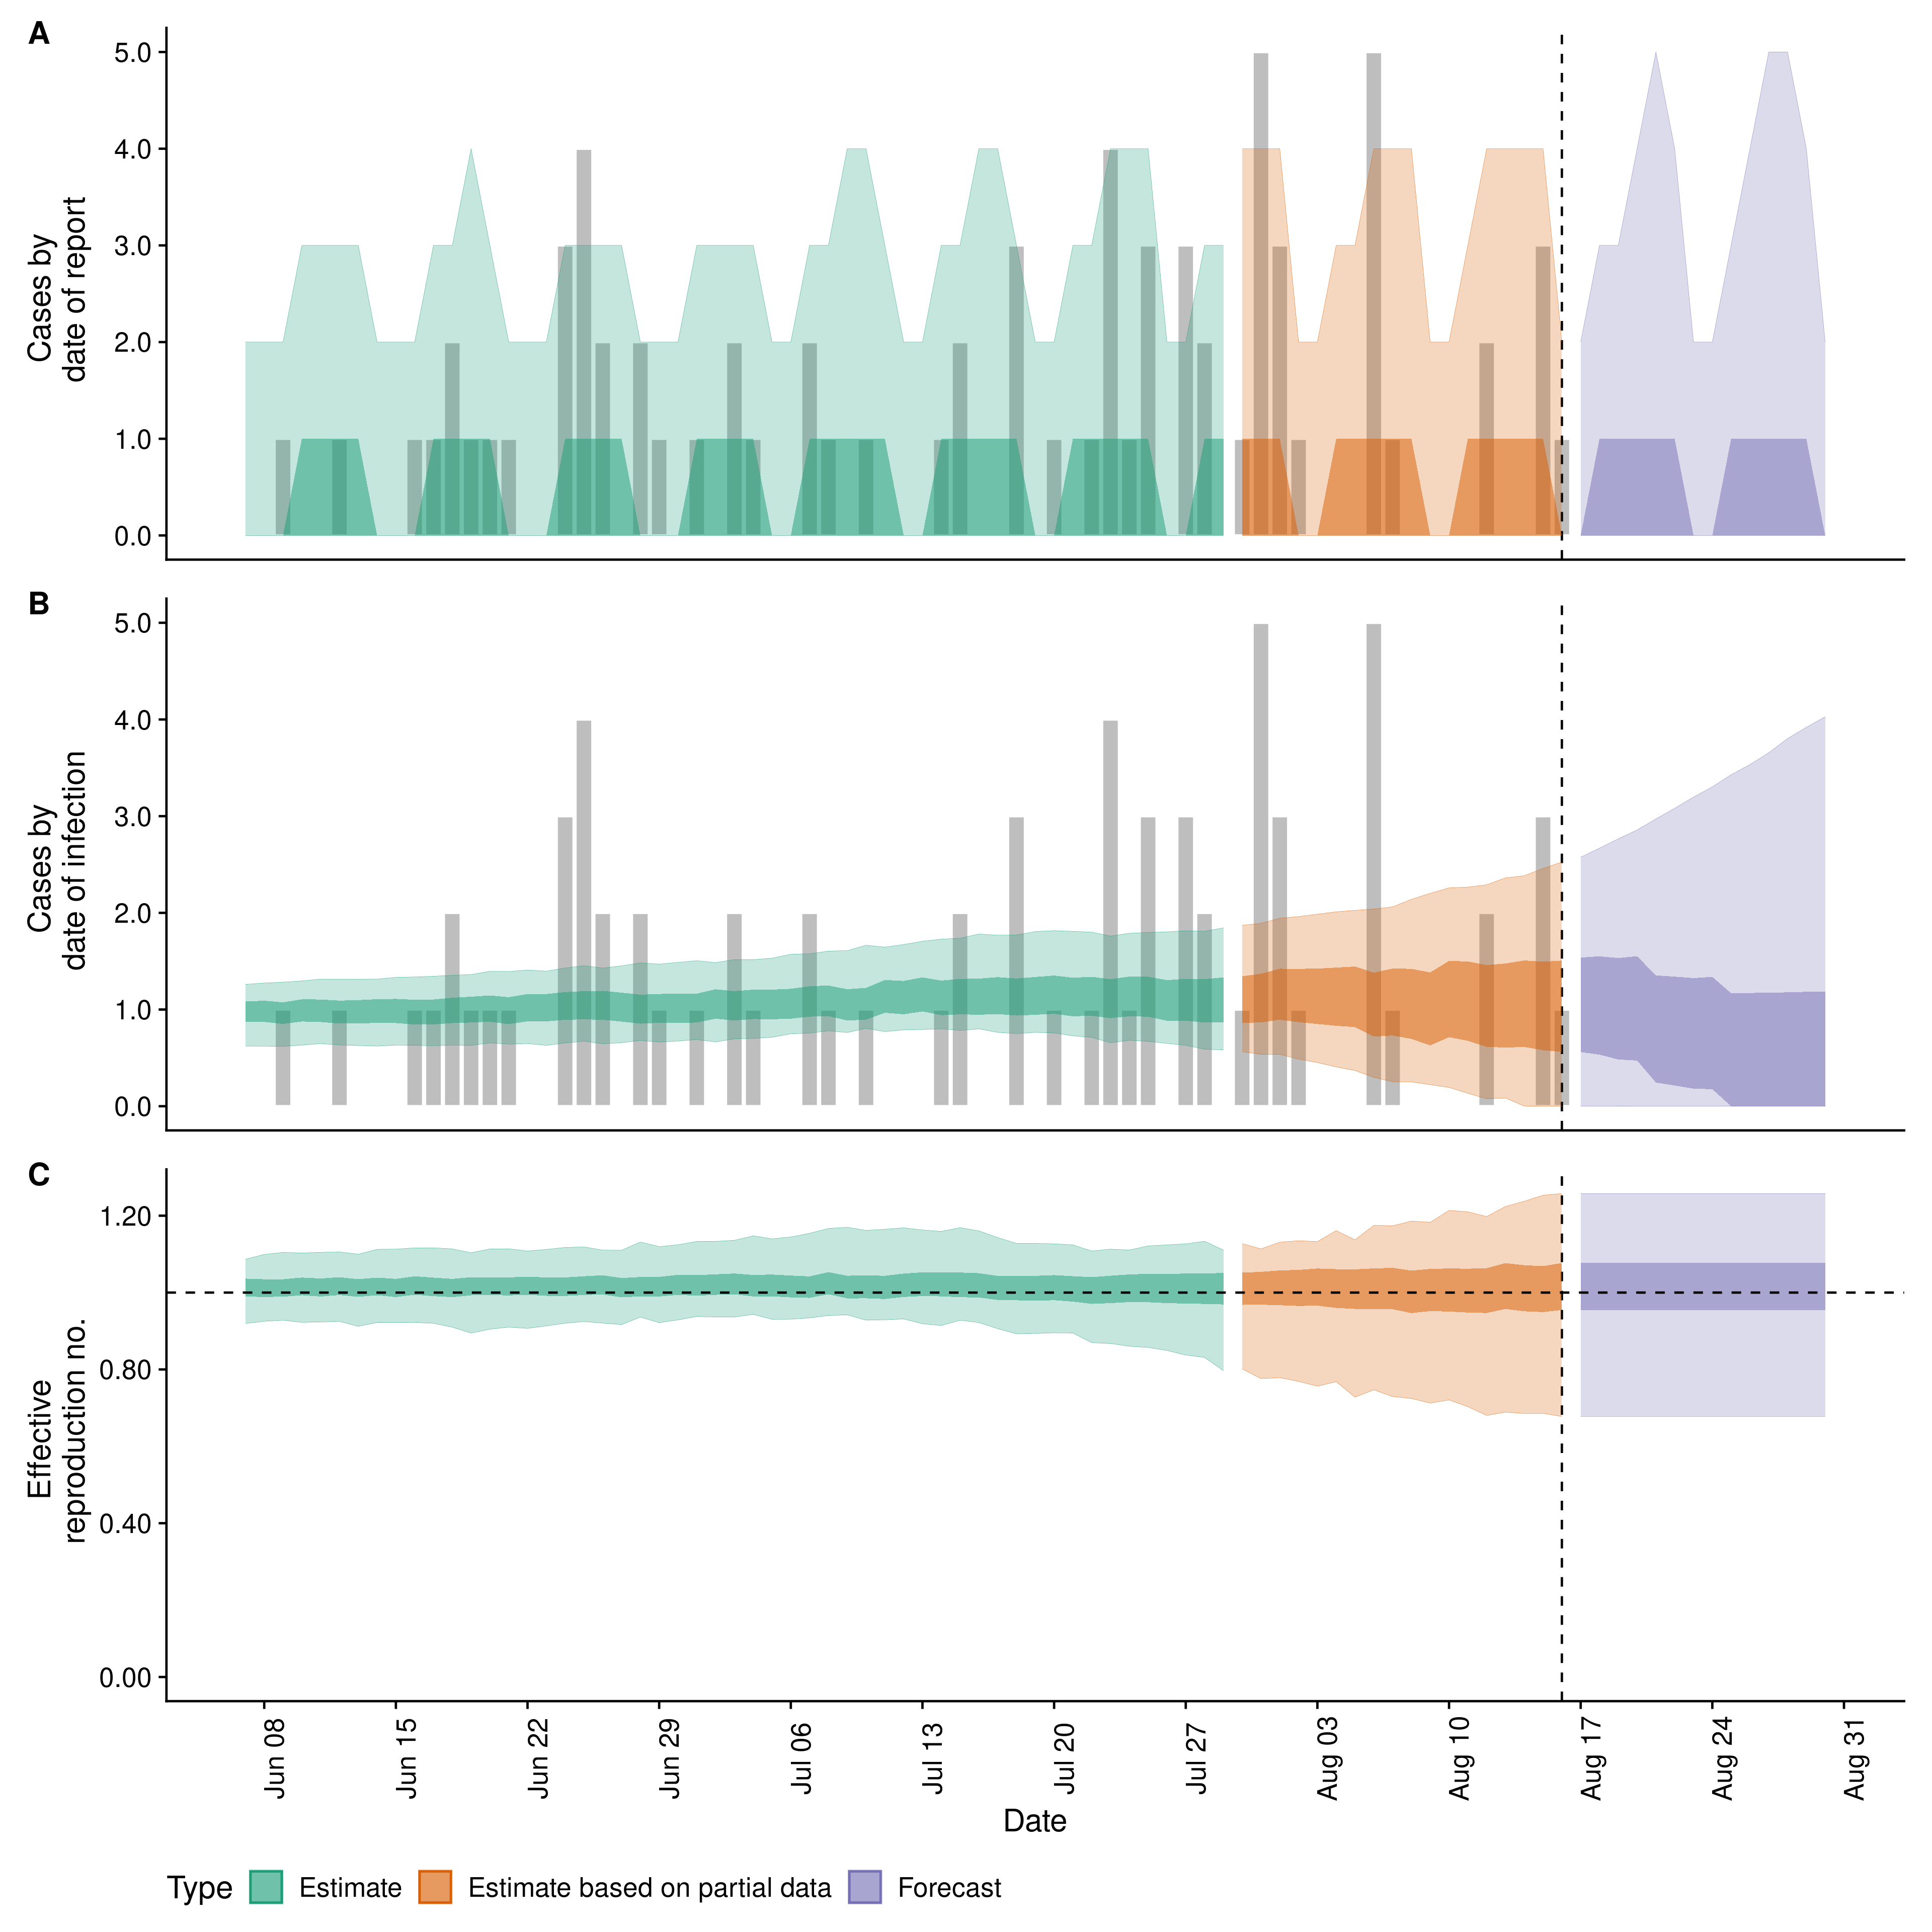 A
5.0
4.0
3.0
2.0
1.0
0.0
Cases by
date of report
B
5.0
4.0
3.0
2.0
1.0
0.0
Cases by
date of infection
C
1.20
0.80
0.40
0.00
Effective
reproduction no.
Jun 08
Jun 15
Jun 22
Jun 29
Jul 06
Jul 13
Jul 20
Jul 27
Aug 03
Aug 10
Aug 17
Aug 24
Aug 31
Date
Type Estimate Estimate based on partial data Forecast